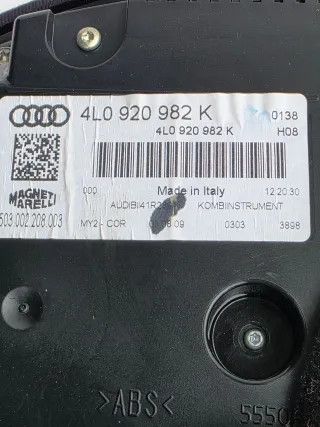 4L0 920 982 K
0138
4L0 920 982 K
H08
MAGNETI MARELLI
000
Made in Italy
12:20:30
503.002.208.003
KOMBIINSTRUMENT
MY2 - COR
0303
3898
>ABS<